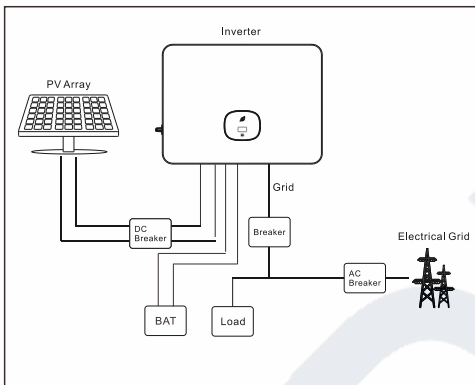 Inverter
PV Array
Grid
DC
Breaker
Breaker
Electrical Grid
AC
Breaker
BAT
Load